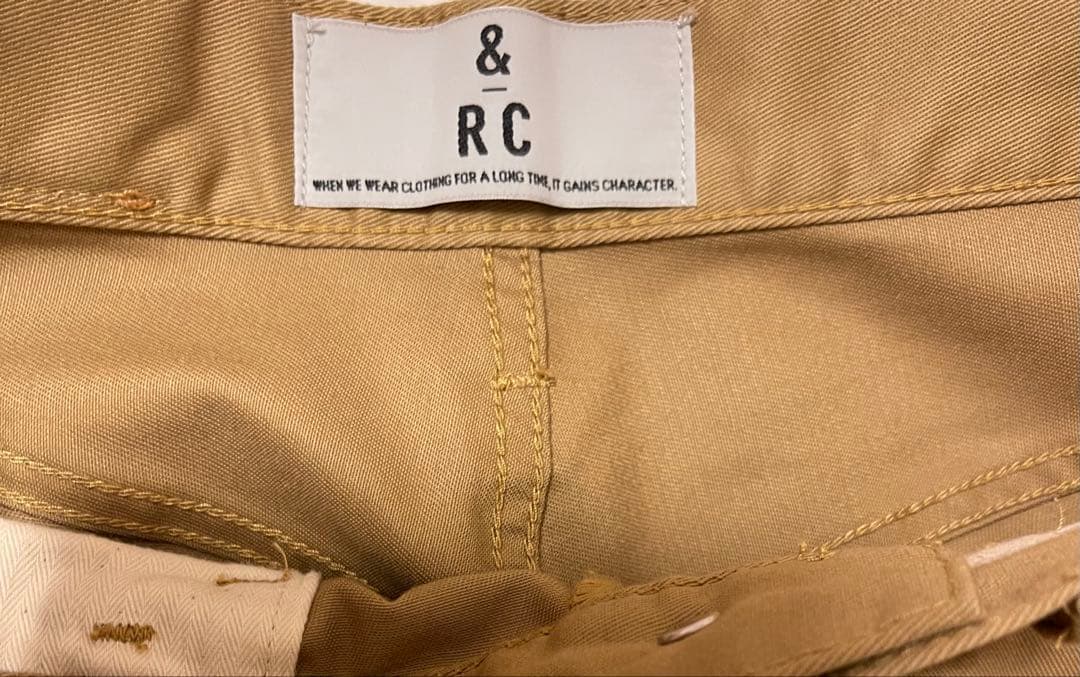 &
RC
WHEN WE WEAR CLOTHING FOR A LONG TIME, IT GAINS CHARACTER.